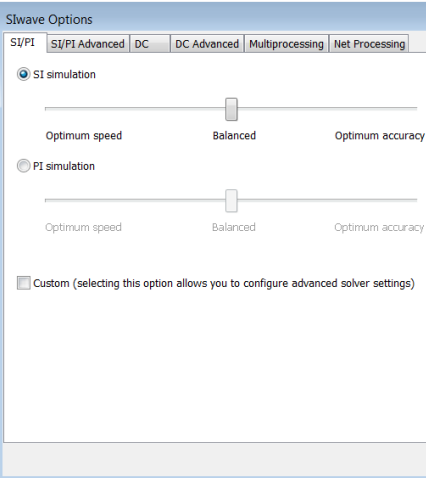 SIwave Options
SI/PI SI/PI Advanced DC DC Advanced Multiprocessing Net Processing
SI simulation
Optimum speed Balanced Optimum accuracy
PI simulation
Optimum speed Balanced Optimum accuracy
Custom (selecting this option allows you to configure advanced solver settings)